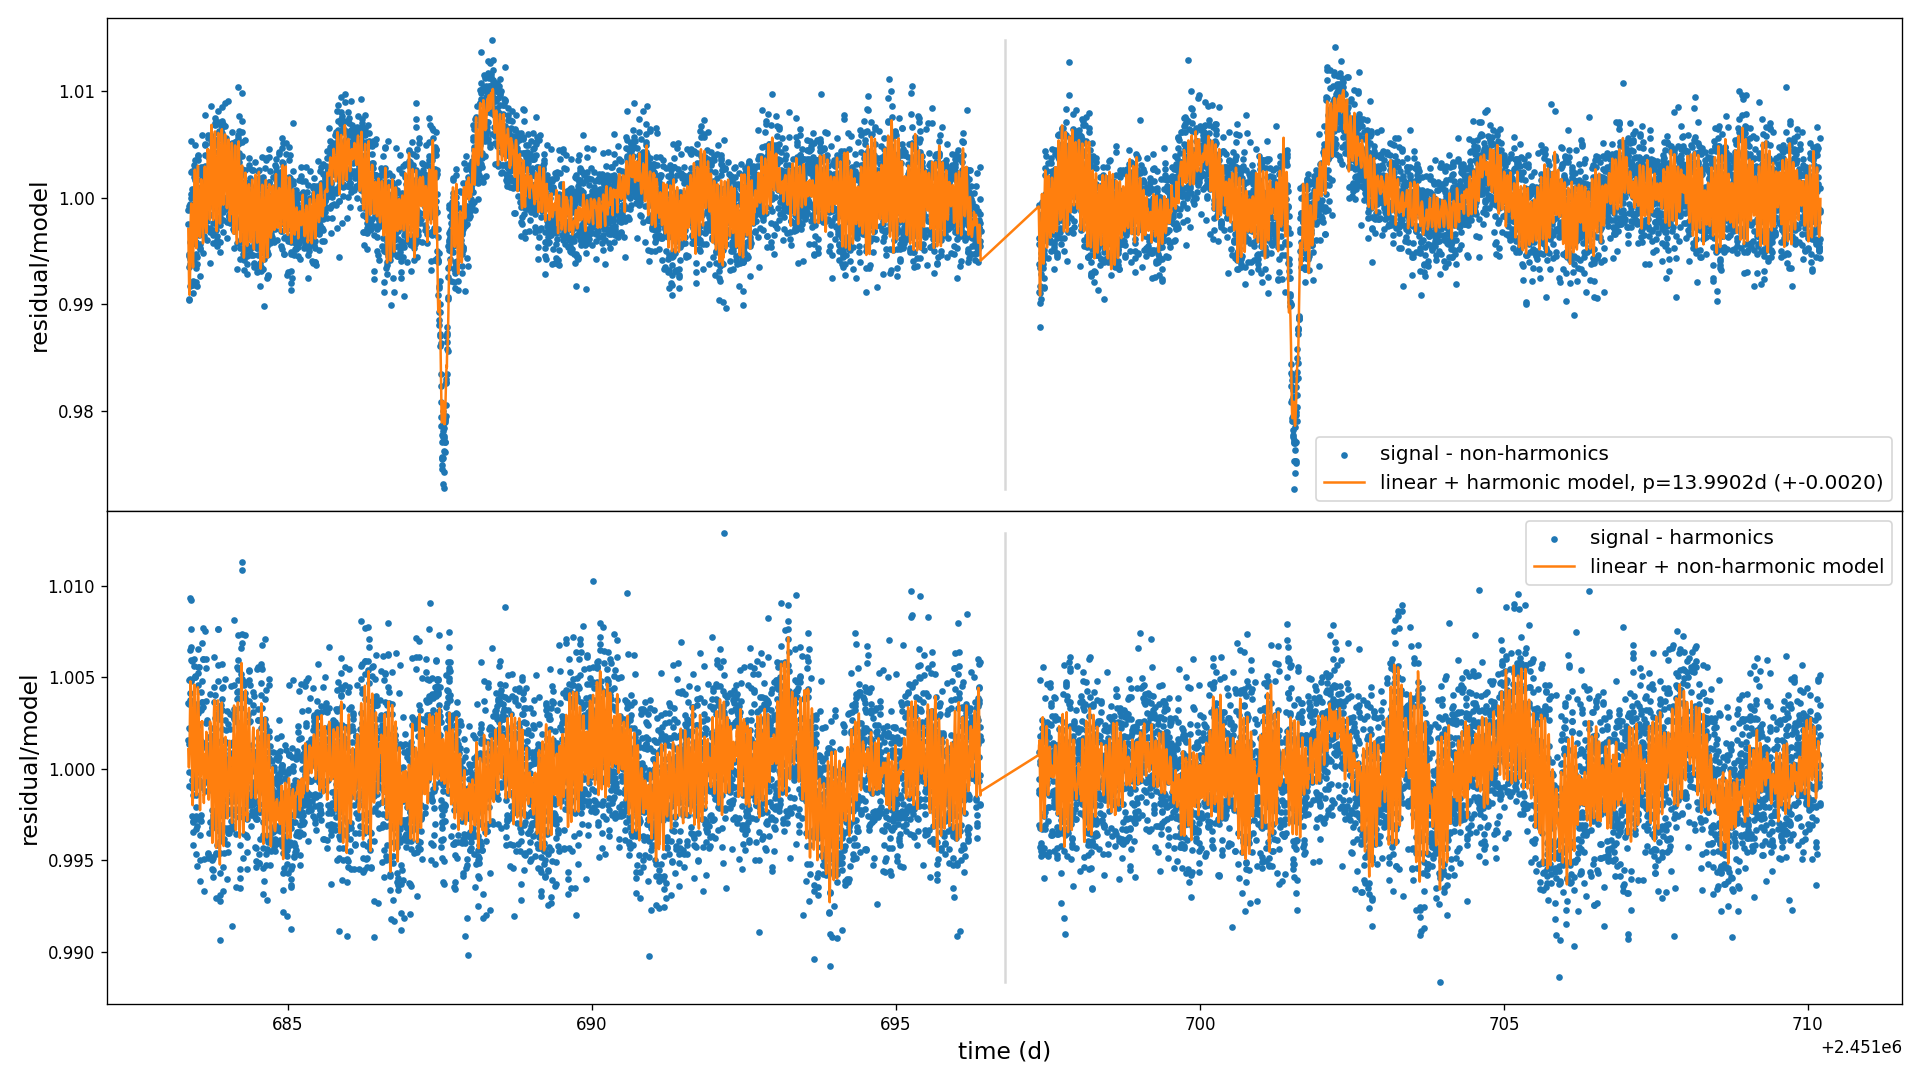 1.01
1.00
0.99
0.98
residual/model
signal - non-harmonics
linear + harmonic model, p=13.9902d (+-0.0020)
signal - harmonics
linear + non-harmonic model
1.010
1.005
1.000
0.995
0.990
residual/model
685
690
695
700
705
710
+2.451e6
time (d)